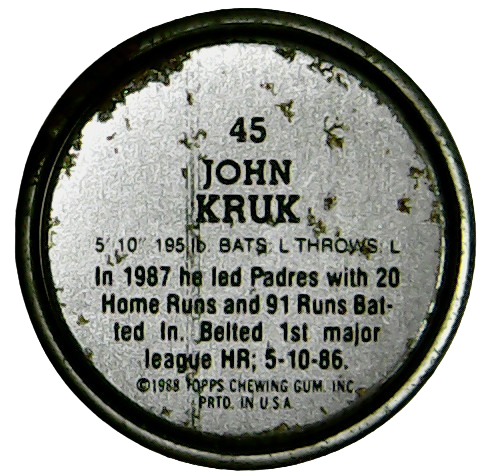 45
JOHN
KRUK
5' 10" 195 lb. BATS: L THROWS: L
In 1987 he led Padres with 20
Home Runs and 91 Runs Bat-
ted In. Belted 1st major
league HR; 5-10-86.
©1988 TOPPS CHEWING GUM, INC.
PRTD. IN U.S.A.